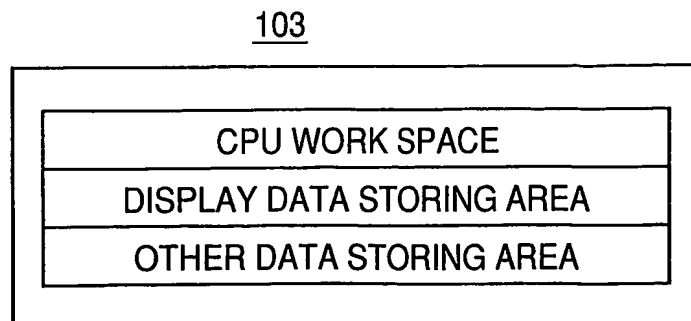 103
CPU WORK SPACE
DISPLAY DATA STORING AREA
OTHER DATA STORING AREA